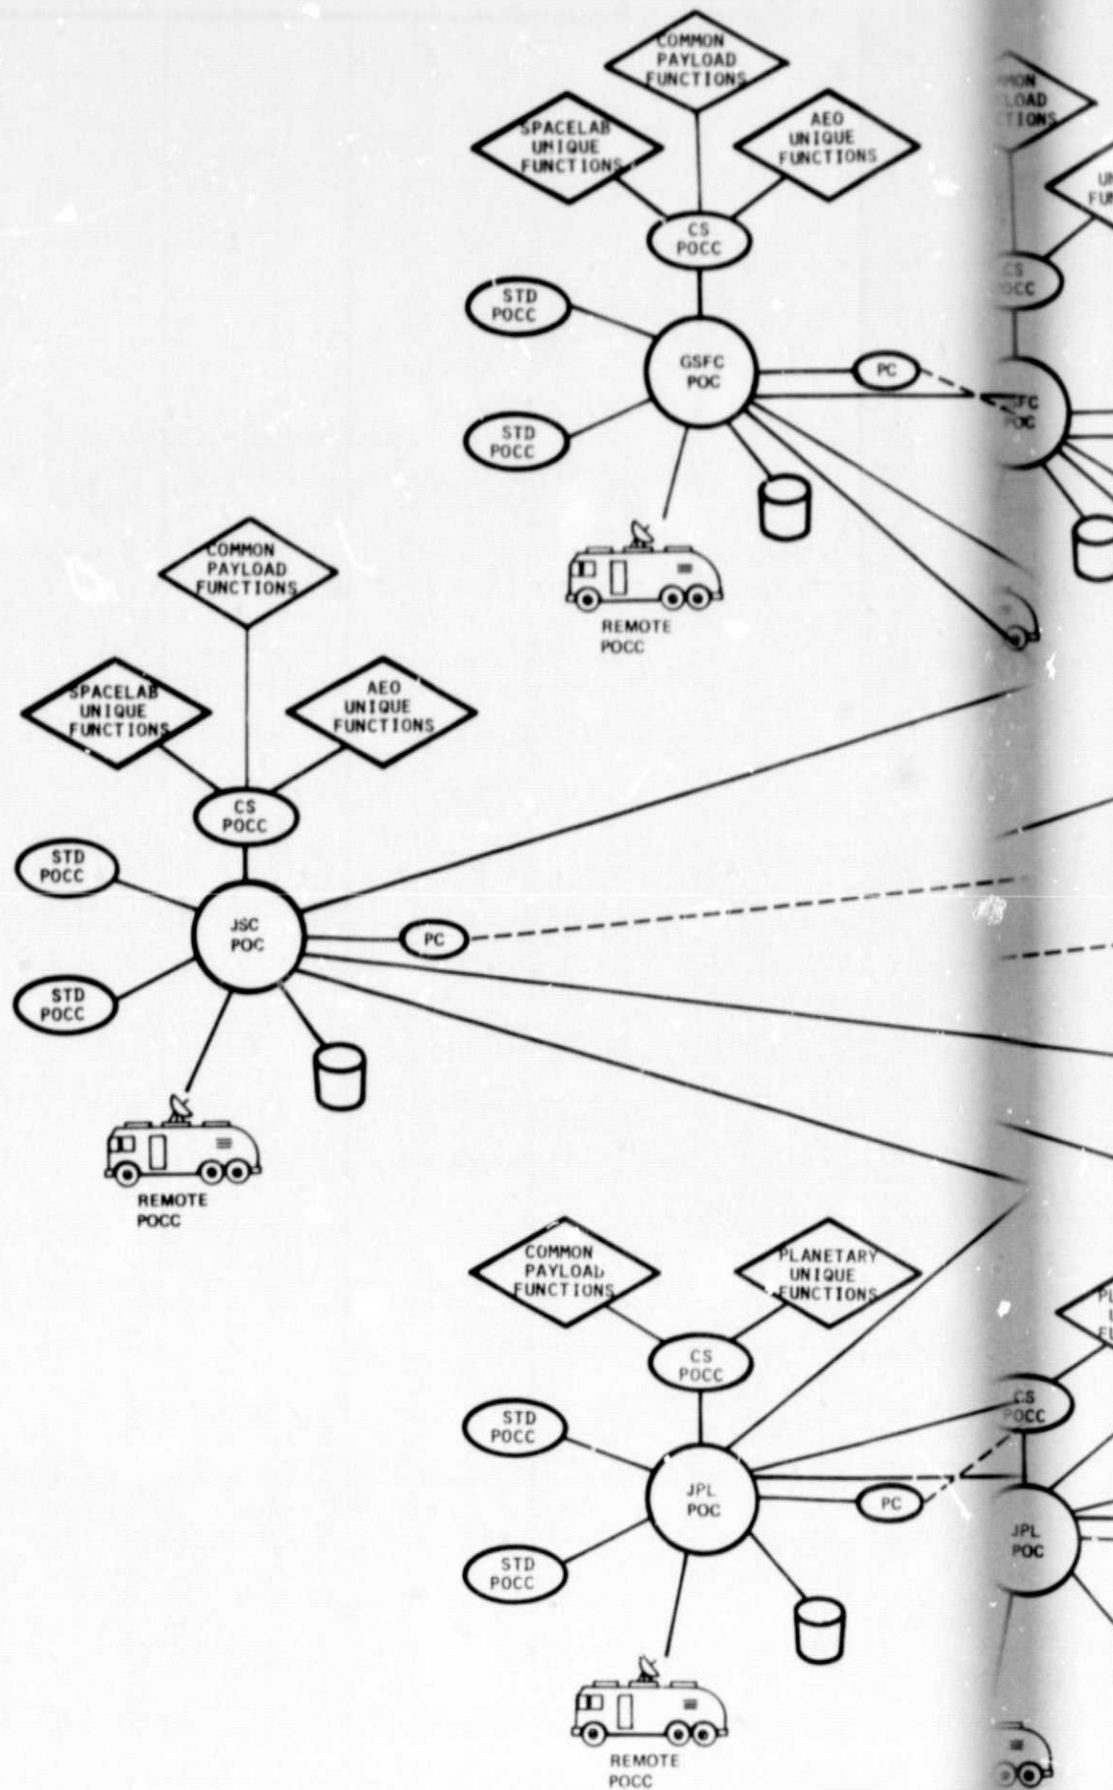 COMMON
PAYLOAD
FUNCTIONS
SPACELAB
UNIQUE
FUNCTIONS
AEO
UNIQUE
FUNCTIONS
CS
POCC
STD
POCC
GSFC
POC
PC
STD
POCC
REMOTE
POCC
COMMON
PAYLOAD
FUNCTIONS
SPACELAB
UNIQUE
FUNCTIONS
AEO
UNIQUE
FUNCTIONS
CS
POCC
STD
POCC
JSC
POC
PC
STD
POCC
REMOTE
POCC
COMMON
PAYLOAD
FUNCTIONS
PLANETARY
UNIQUE
FUNCTIONS
CS
POCC
STD
POCC
JPL
POC
PC
STD
POCC
REMOTE
POCC
CS
POCC
POC
CS
POCC
JPL
POC